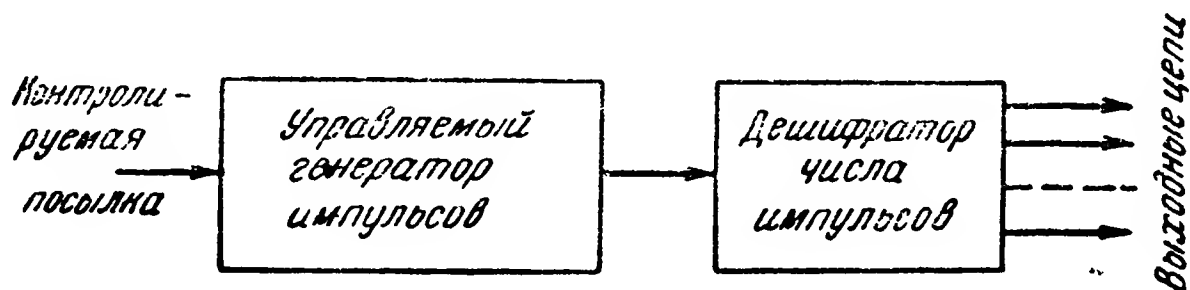 Контроли-
руемая
посылка
Управляемый
генератор
импульсов
Дешифратор
числа
импульсов
Выходные цепи